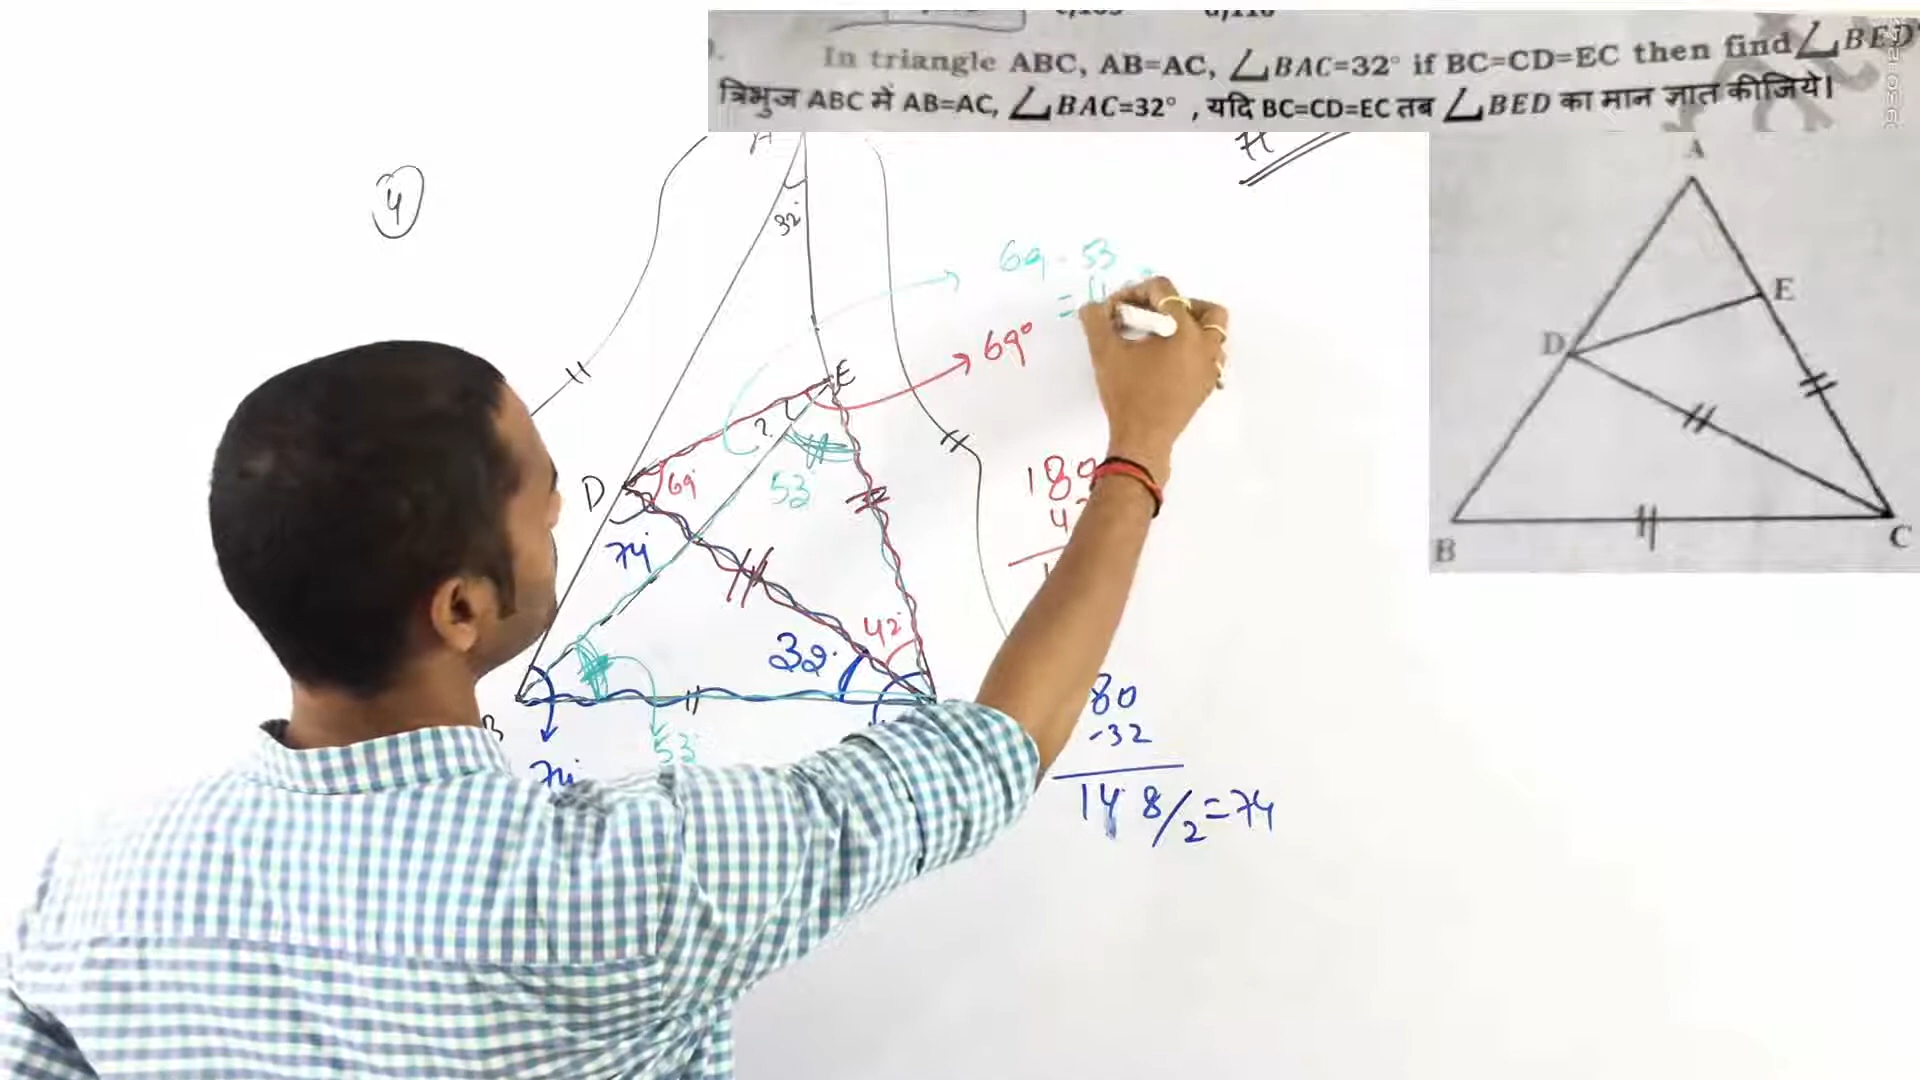 In triangle ABC, AB=AC, ∠BAC=32° if BC=CD=EC then find ∠BED
त्रिभुज ABC में AB=AC, ∠BAC=32° , यदि BC=CD=EC तब ∠BED का मान ज्ञात कीजिये।
A
E
D
B
C
4
32°
69 - 53
=
69°
E
?
53
D
69
74
42
32
53
74
180
80
-32
148/2=74